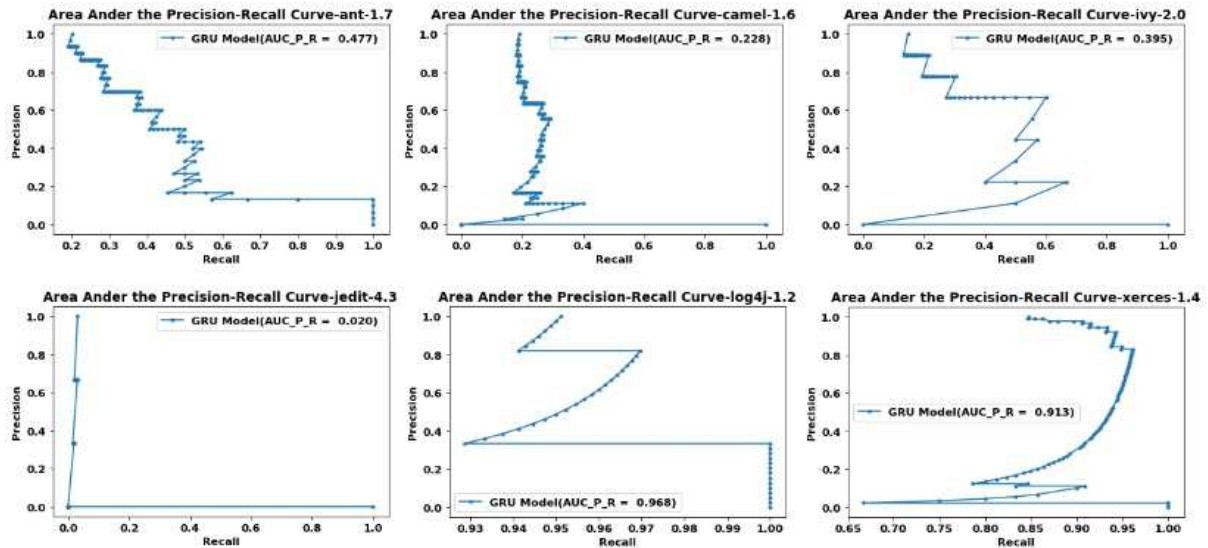 Area Ander the Precision-Recall Curve-ant-1.7
GRU Model(AUC_P_R = 0.477)
Precision
1.0
0.8
0.6
0.4
0.2
0.0
0.2 0.3 0.4 0.5 0.6 0.7 0.8 0.9 1.0
Recall
Area Ander the Precision-Recall Curve-camel-1.6
GRU Model(AUC_P_R = 0.228)
Precision
1.0
0.8
0.6
0.4
0.2
0.0
0.0 0.2 0.4 0.6 0.8 1.0
Recall
Area Ander the Precision-Recall Curve-ivy-2.0
GRU Model(AUC_P_R = 0.395)
Precision
1.0
0.8
0.6
0.4
0.2
0.0
0.0 0.2 0.4 0.6 0.8 1.0
Recall
Area Ander the Precision-Recall Curve-jedit-4.3
GRU Model(AUC_P_R = 0.020)
Precision
1.0
0.8
0.6
0.4
0.2
0.0
0.0 0.2 0.4 0.6 0.8 1.0
Recall
Area Ander the Precision-Recall Curve-log4j-1.2
Precision
1.0
0.8
0.6
0.4
0.2
0.0
GRU Model(AUC_P_R = 0.968)
0.93 0.94 0.95 0.96 0.97 0.98 0.99 1.00
Recall
Area Ander the Precision-Recall Curve-xerces-1.4
Precision
1.0
0.8
0.6
0.4
0.2
0.0
GRU Model(AUC_P_R = 0.913)
0.65 0.70 0.75 0.80 0.85 0.90 0.95 1.00
Recall